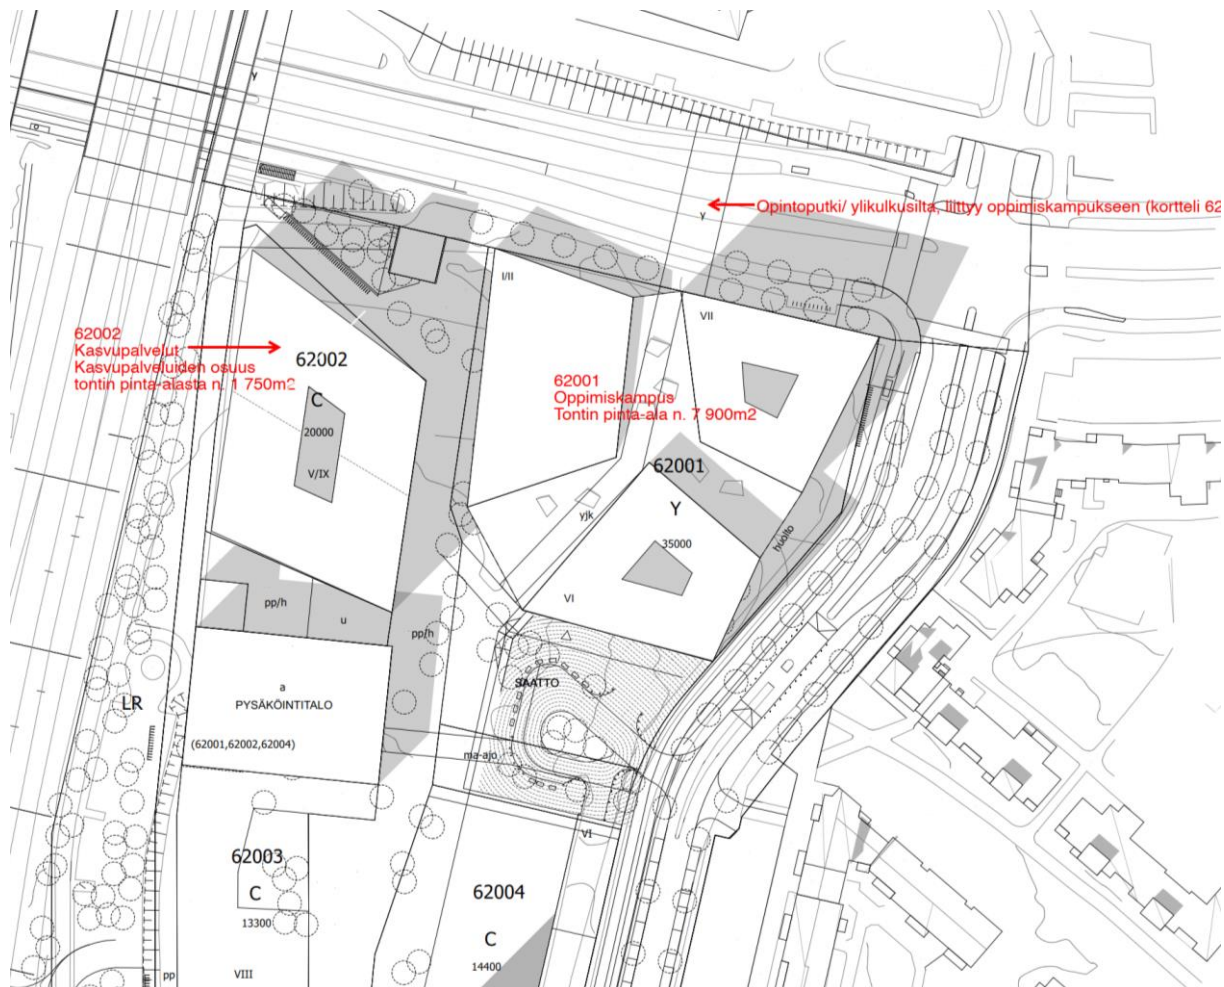 Y
Opintoputki/ ylikulkusilta, liittyy oppimiskampukseen (kortteli 62
y
I/II
VII
62002
Kasvupalvelut
Kasvupalveluiden osuus
tontin pinta-alasta n. 1 750m2
62002
C
20000
V/IX
62001
Oppimiskampus
Tontin pinta-ala n. 7 900m2
62001
Y
35000
yjk
huolto
VI
pp/h
u
pp/h
SAATTO
LR
a
PYSÄKÖINTITALO
(62001,62002,62004)
ma-ajo
VI
62003
C
13300
VIII
pp
62004
C
14400